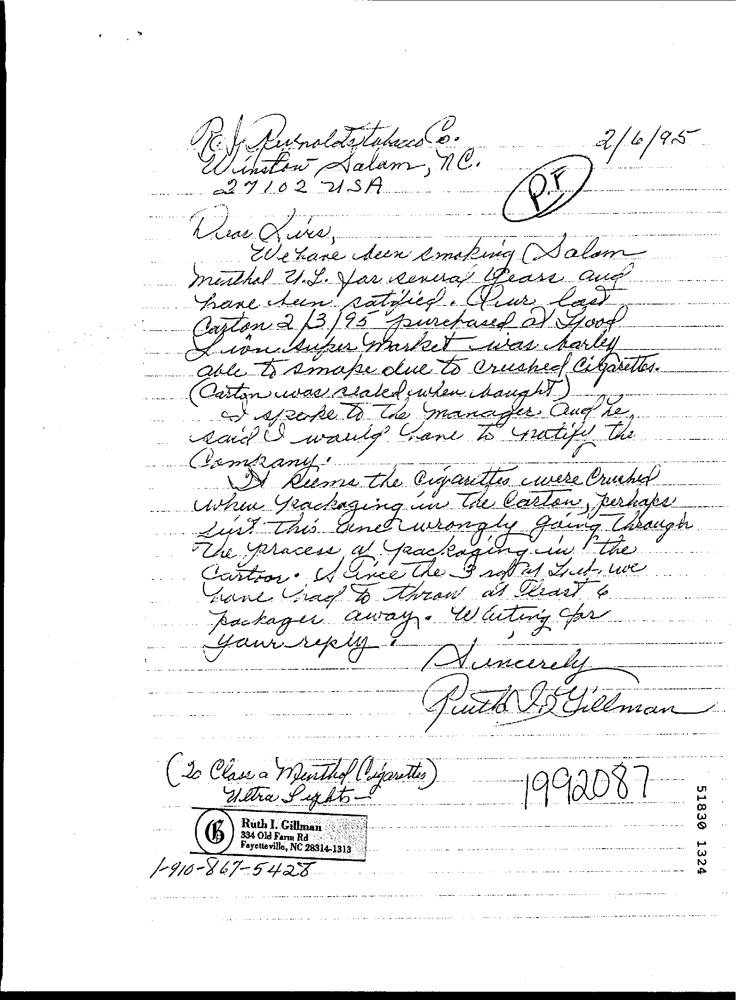 R. J. Reynolds tobacco Co. 2/6/95
Winston Salam, N.C.
27102 USA
P.F
Dear Sirs,
We have been smoking (Salom
Menthol U.L. for several years and
have been satified. Our last
Carton 2/3/95 purchased at Food
Lion super Market was barley
able to smoke due to crushed cigarettes.
(Carton was sealed when bought)
I spoke to the manager and he
said I would have to notify the
Company.
It seems the cigarettes were crushed
when packaging in the carton, perhaps
just this one wrongly going through
the process of packaging in the
Carton. Since the 3rd of Feb, we
have had to throw at least 6
packages away. Waiting for
your reply.
Sincerely
Ruth I. Gillman
(20 Class a Menthol Cigarettes)
Ultra Lights
1992087
Ruth I. Gillman
334 Old Farm Rd
Fayetteville, NC 28314-1313
G
1-910-867-5428
51830 1324